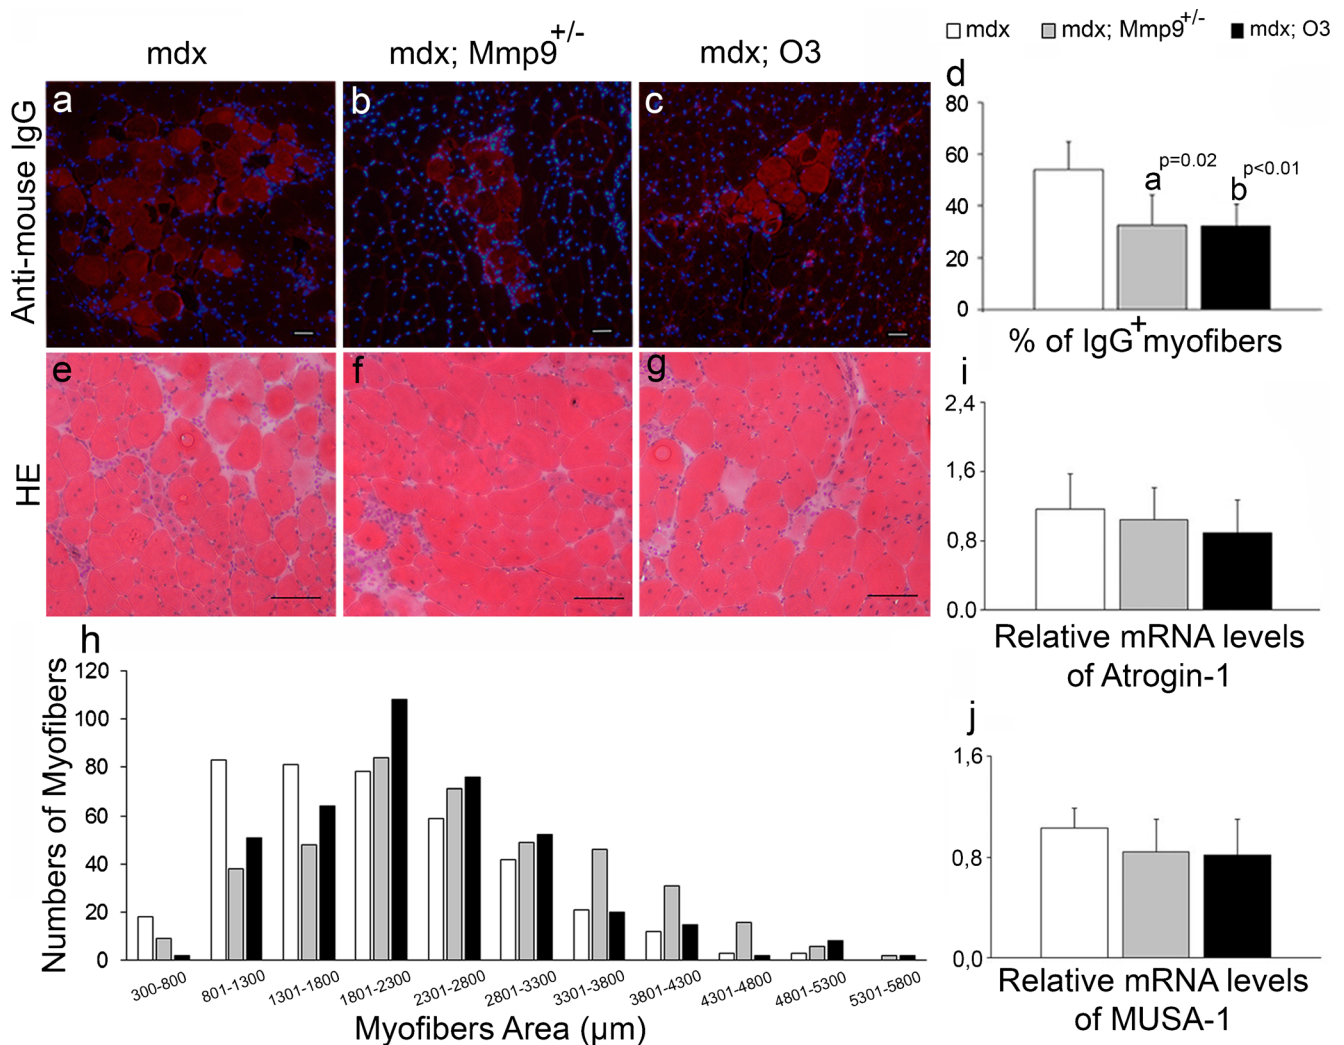 mdx
mdx; Mmp9+/-
mdx; O3
mdx
mdx; Mmp9+/-
mdx; O3
Anti-mouse IgG
a
b
c
d
80
60
40
20
0
a p=0.02
b p<0.01
% of IgG+ myofibers
HE
e
f
g
i
2,4
1.6
0.8
0.0
Relative mRNA levels
of Atrogin-1
h
Numbers of Myofibers
120
100
80
60
40
20
0
300-800
801-1300
1301-1800
1801-2300
2301-2800
2801-3300
3301-3800
3801-4300
4301-4800
4801-5300
5301-5800
Myofibers Area (µm)
j
1,6
0,8
0,0
Relative mRNA levels
of MUSA-1